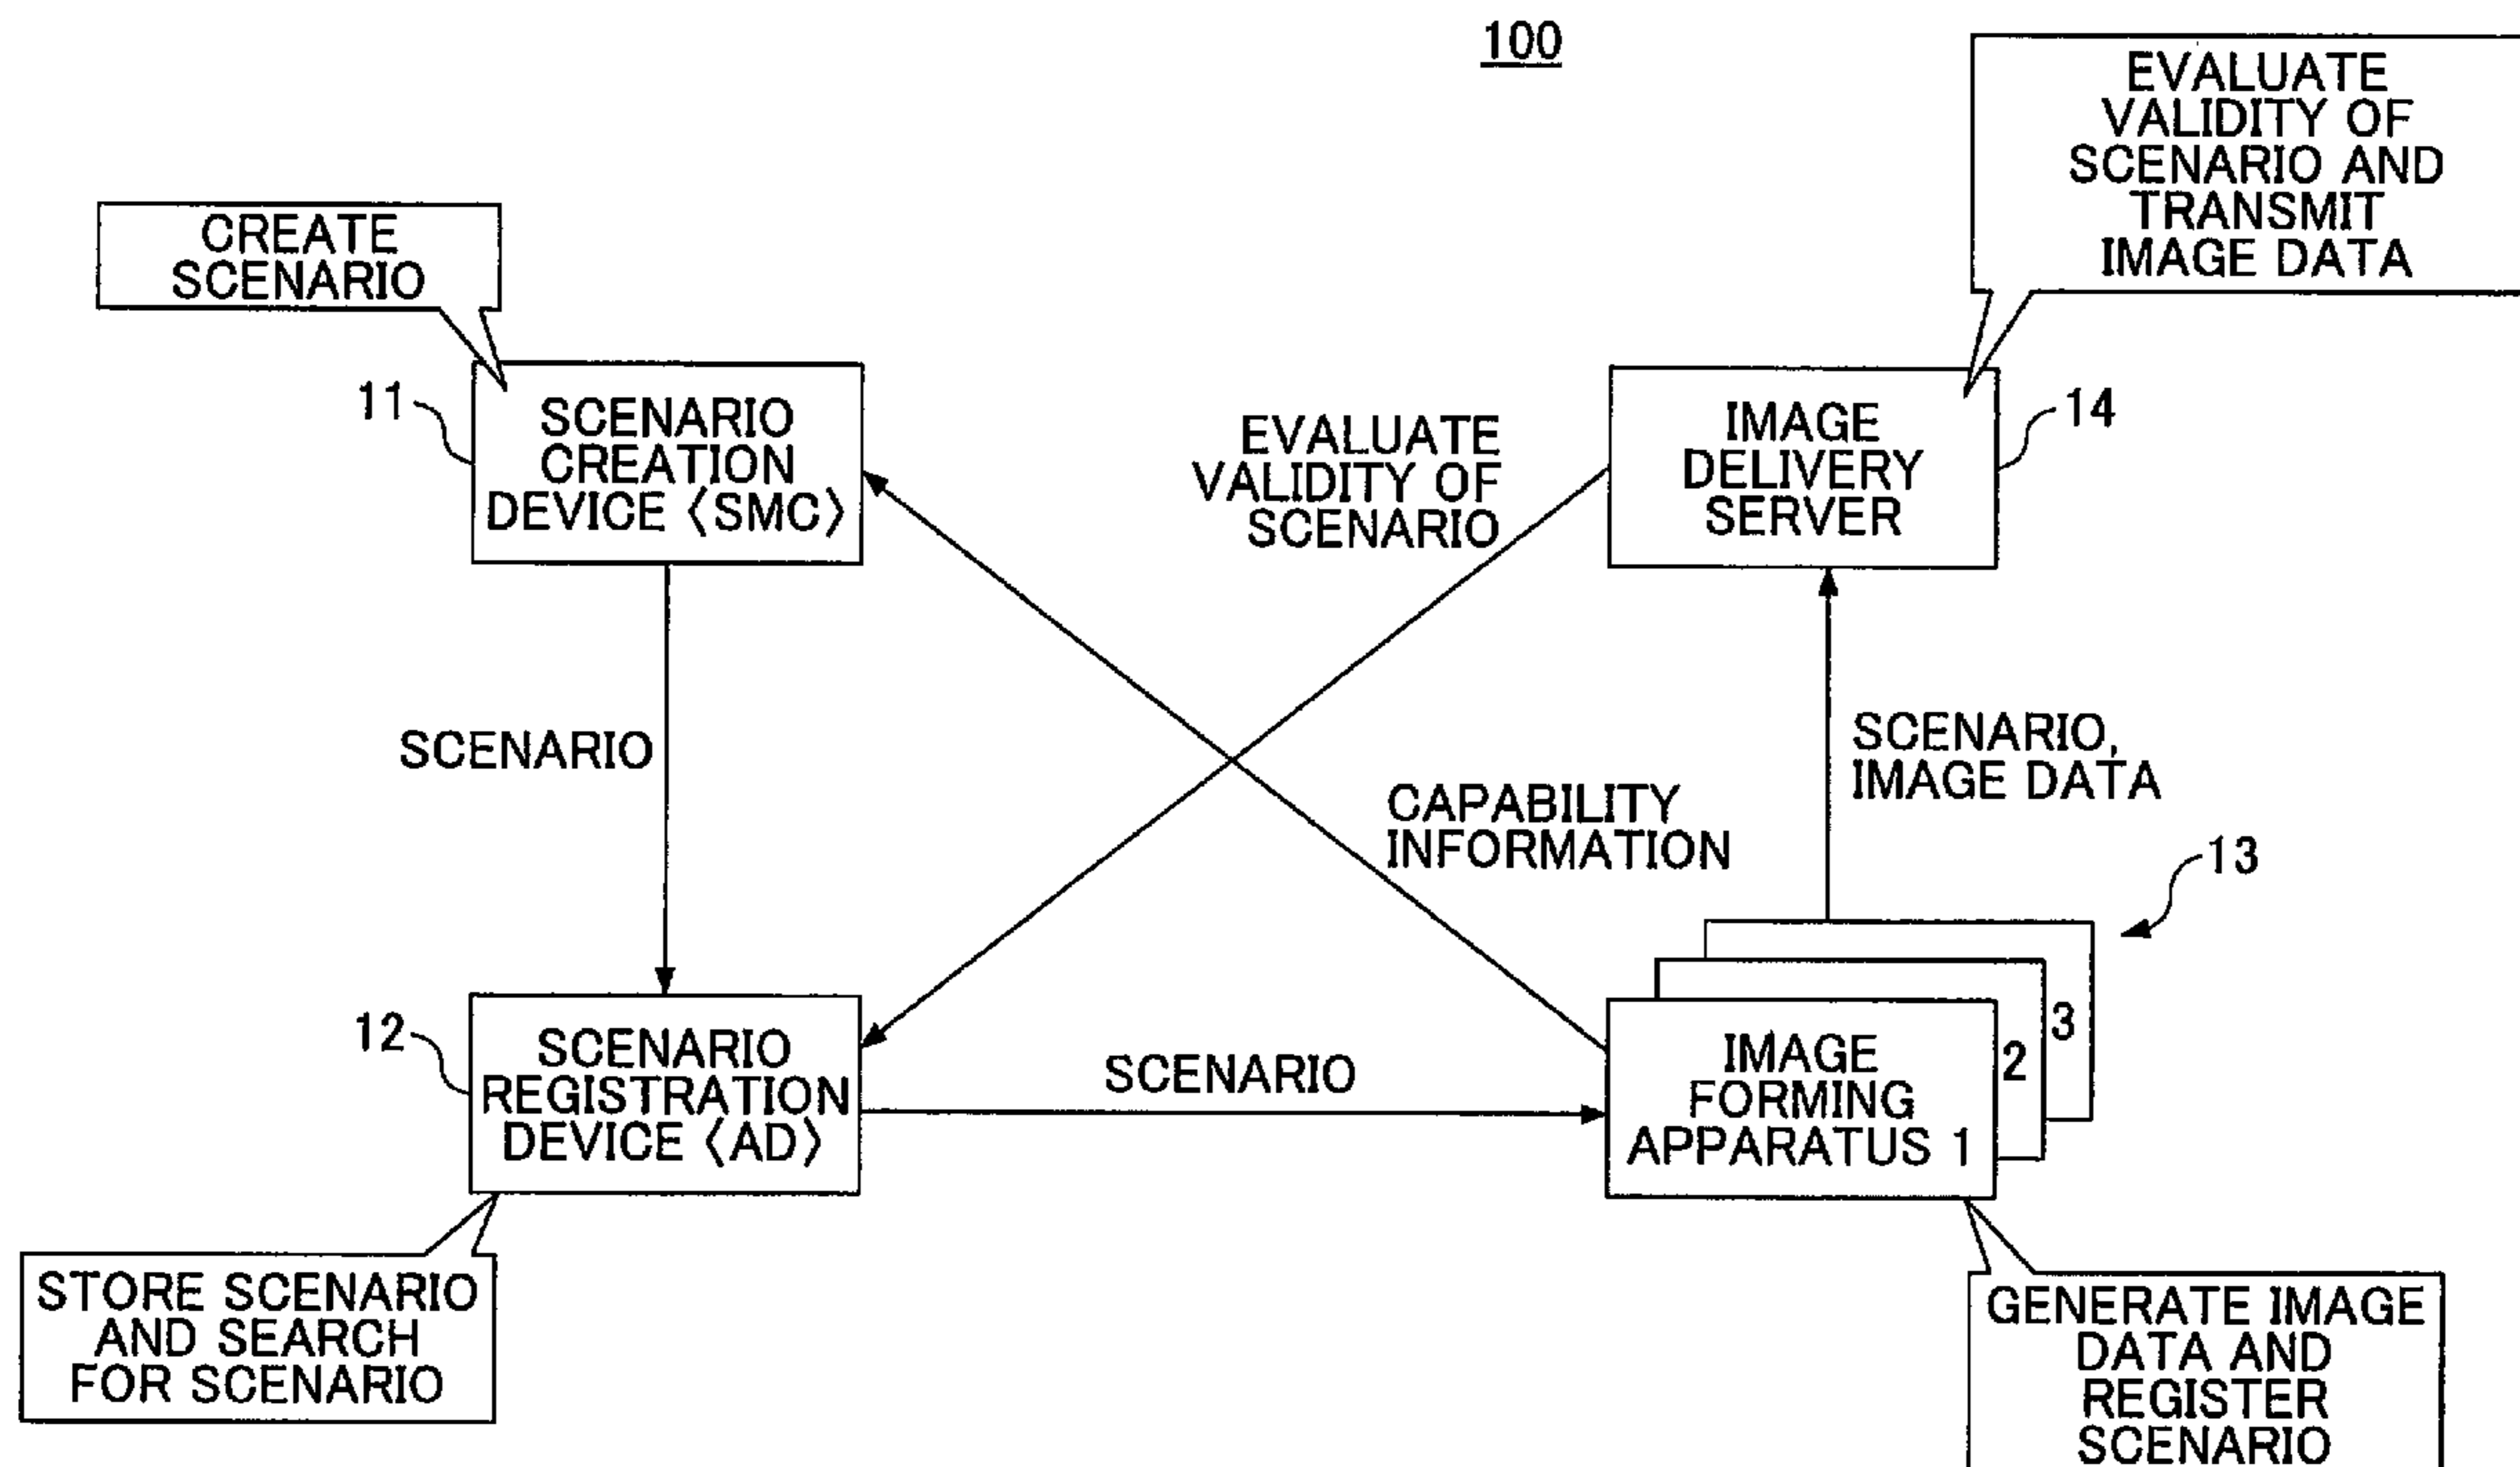 100
EVALUATE
VALIDITY OF
SCENARIO AND
TRANSMIT
IMAGE DATA
CREATE
SCENARIO
11
SCENARIO
CREATION
DEVICE 〈SMC〉
EVALUATE
VALIDITY OF
SCENARIO
IMAGE
DELIVERY
SERVER
14
SCENARIO
CAPABILITY
INFORMATION
SCENARIO,
IMAGE DATA
13
12
SCENARIO
REGISTRATION
DEVICE 〈AD〉
SCENARIO
IMAGE
FORMING
APPARATUS 1
2
3
STORE SCENARIO
AND SEARCH
FOR SCENARIO
GENERATE IMAGE
DATA AND
REGISTER
SCENARIO